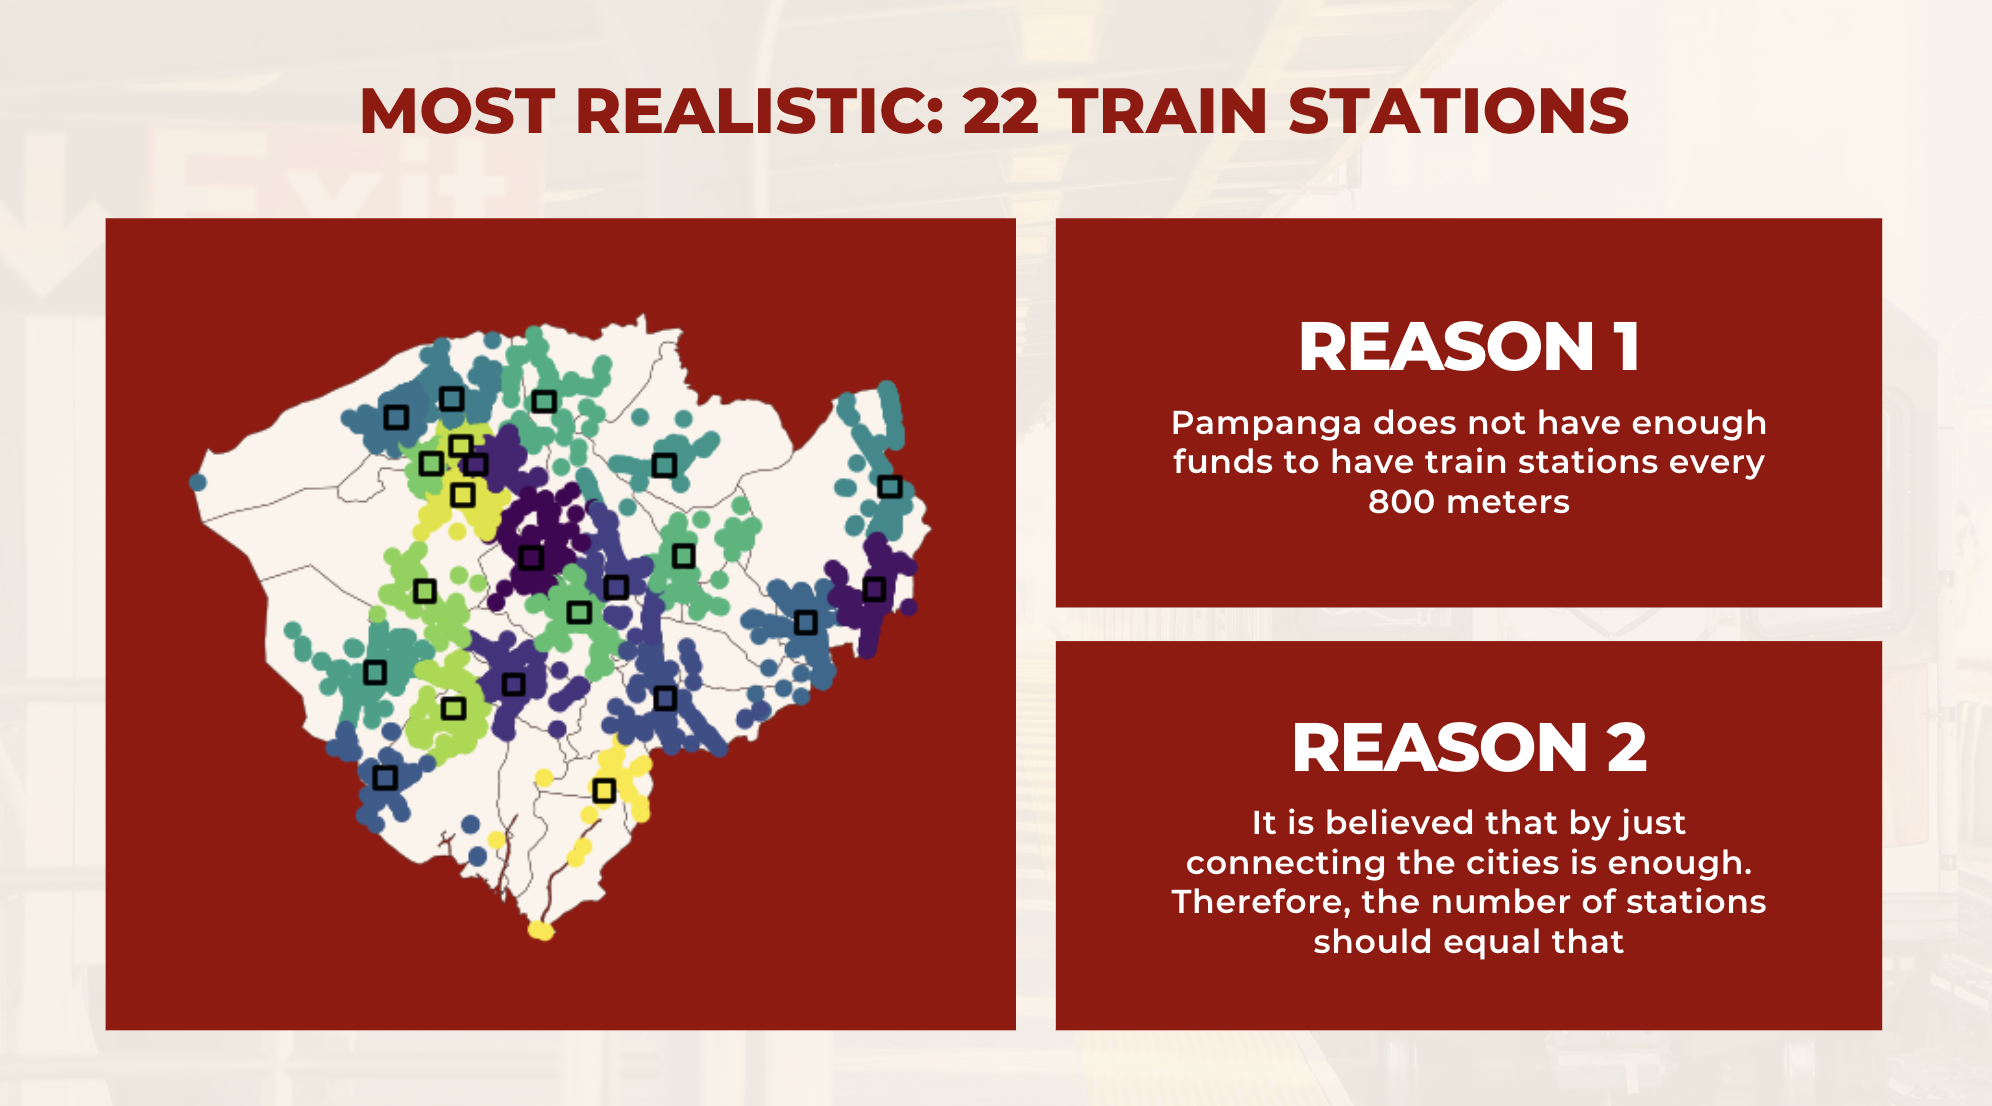 Exit
MOST REALISTIC: 22 TRAIN STATIONS
REASON 1
Pampanga does not have enough
funds to have train stations every
800 meters
REASON 2
It is believed that by just
connecting the cities is enough.
Therefore, the number of stations
should equal that